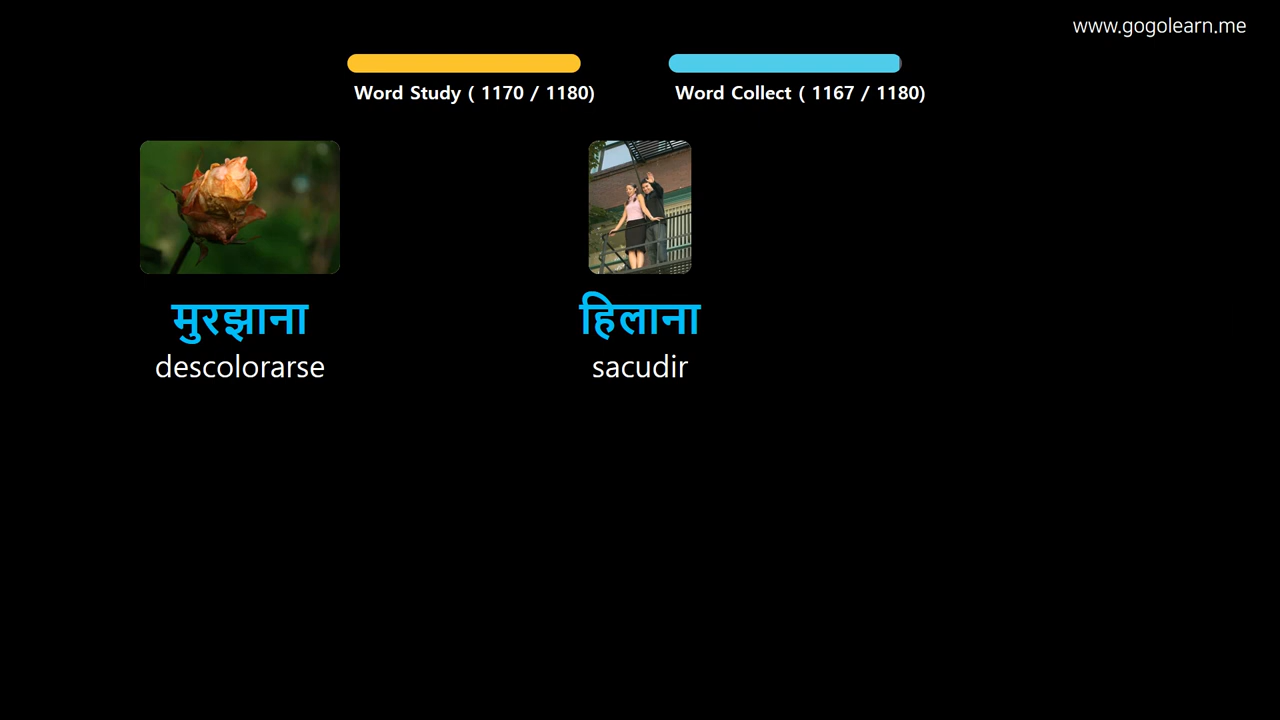 www.gogolearn.me
Word Study ( 1170 / 1180)
Word Collect ( 1167 / 1180)
मुरझाना
descolorarse
हिलाना
sacudir